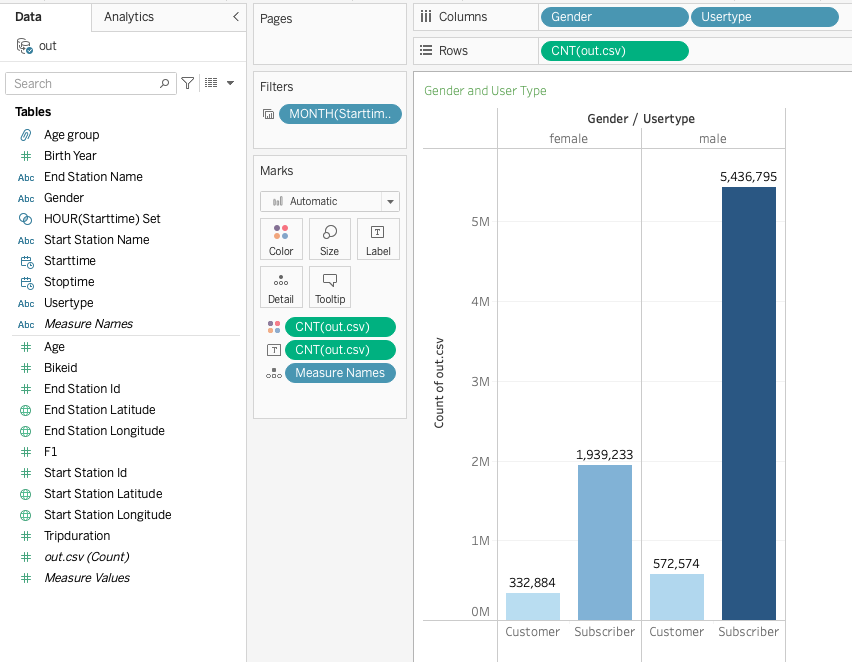 Data
Analytics
out
Search
Tables
Age group
Birth Year
Abc End Station Name
Abc Gender
HOUR(Starttime) Set
Abc Start Station Name
Starttime
Stoptime
Abc Usertype
Abc Measure Names
Age
Bikeid
End Station Id
End Station Latitude
End Station Longitude
F1
Start Station Id
Start Station Latitude
Start Station Longitude
Tripduration
out.csv (Count)
Measure Values
Pages
Filters
MONTH(Starttim..
Marks
Automatic
Color Size Label
Detail Tooltip
CNT(out.csv)
CNT(out.csv)
Measure Names
Columns Gender Usertype
Rows CNT(out.csv)
Gender and User Type
Gender / Usertype
female male
5,436,795
5M
4M
3M
2M
1M
0M
Count of out.csv
1,939,233
572,574
332,884
Customer Subscriber Customer Subscriber